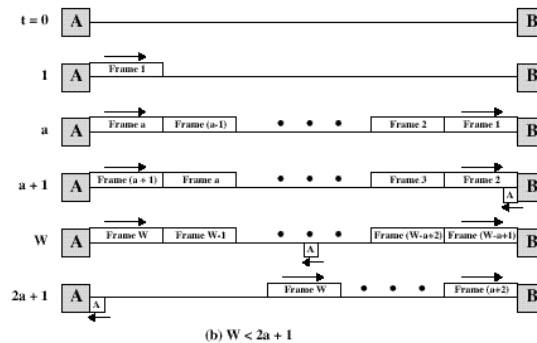 t = 0 A B
1 A Frame 1 B
a A Frame a Frame (a-1) • • • Frame 2 Frame 1 B
a + 1 A Frame (a + 1) Frame a • • • Frame 3 Frame 2 A B
W A Frame W Frame W-1 • • • A Frame (W-a+2) Frame (W-a+1) B
2a + 1 A A Frame W • • • Frame (a+2) B
(b) W < 2a + 1